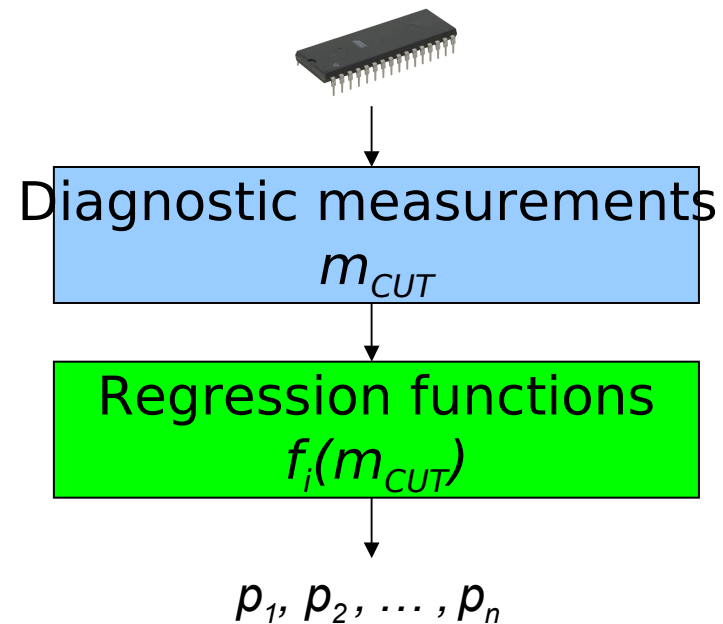 Diagnostic measurements
m_CUT
Regression functions
f_i(m_CUT)
p_1, p_2, … , p_n